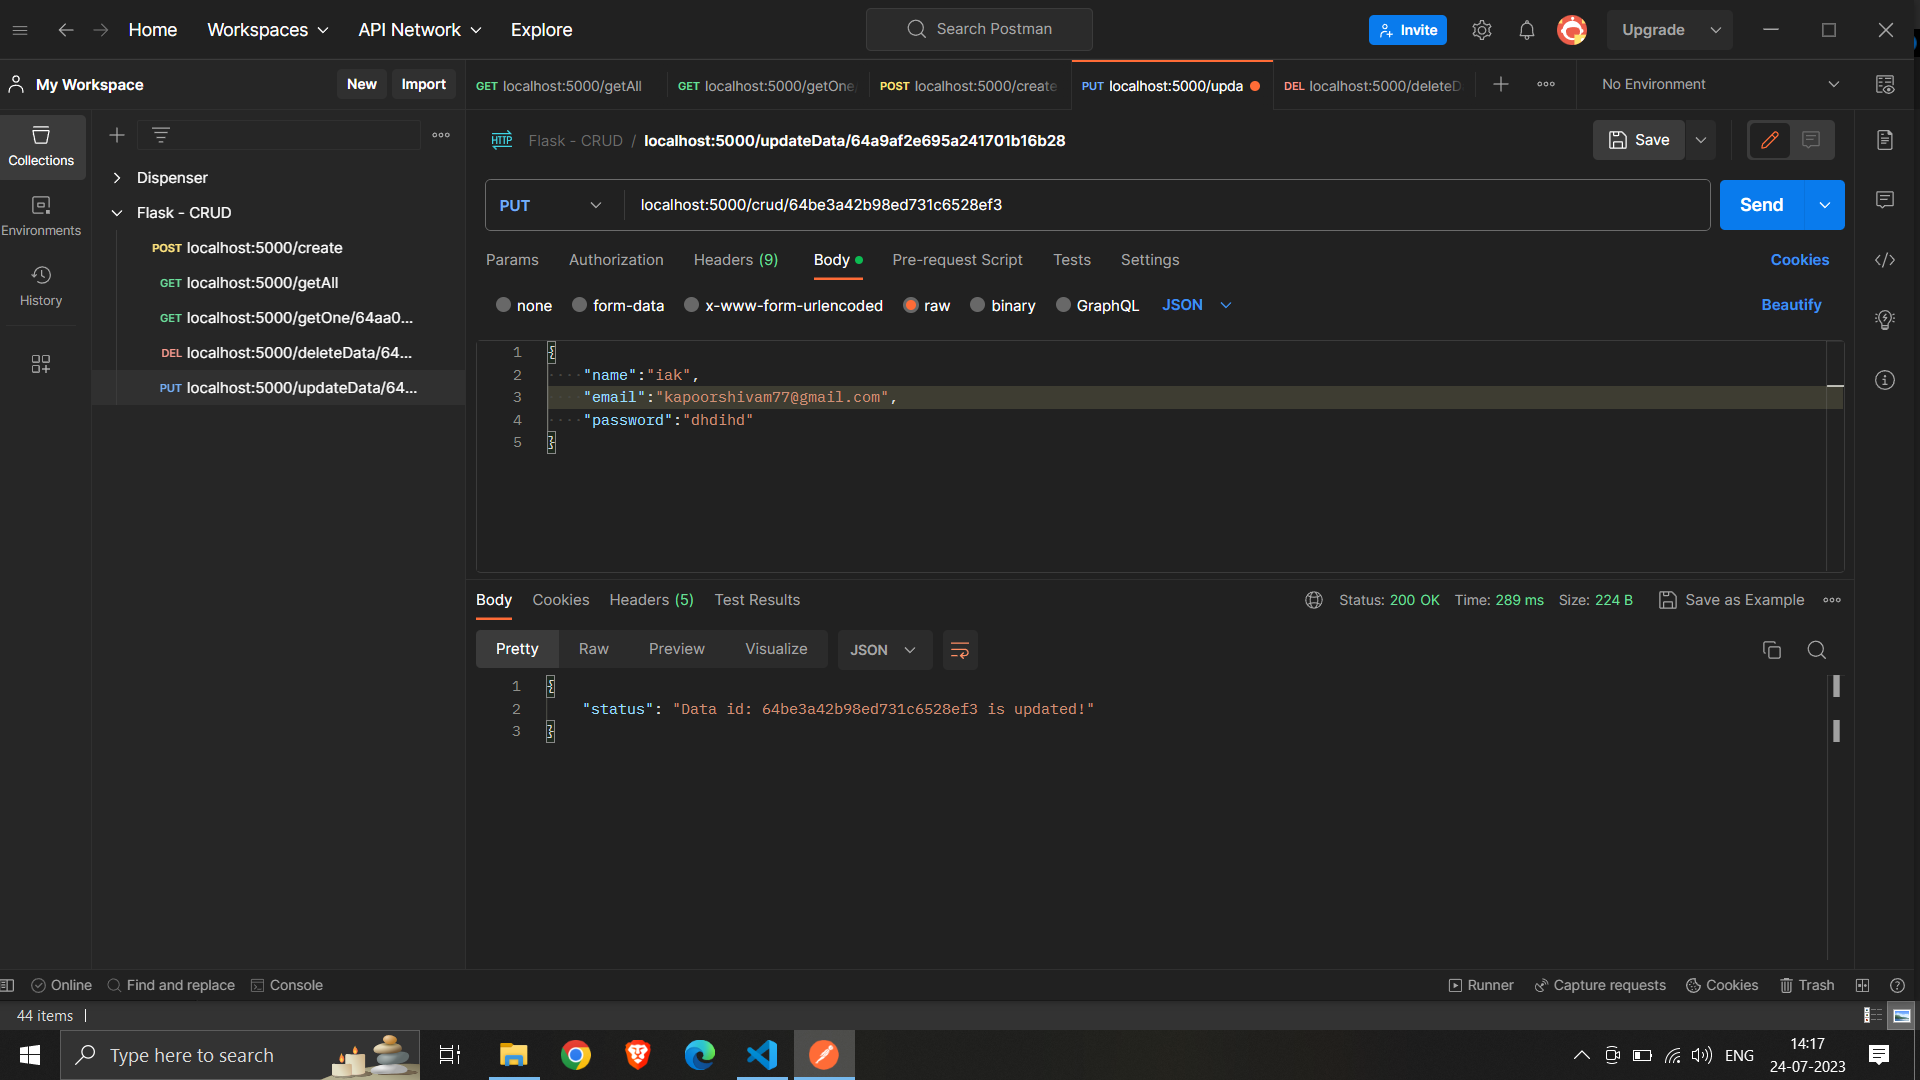 Home
Workspaces
API Network
Explore
Search Postman
Invite
Upgrade
My Workspace
New
Import
GET localhost:5000/getAll
GET localhost:5000/getOne/
POST localhost:5000/create
PUT localhost:5000/upda
DEL localhost:5000/deleteD
No Environment
Collections
Environments
History
Dispenser
Flask - CRUD
POST localhost:5000/create
GET localhost:5000/getAll
GET localhost:5000/getOne/64aa0...
DEL localhost:5000/deleteData/64...
PUT localhost:5000/updateData/64...
HTTP Flask - CRUD / localhost:5000/updateData/64a9af2e695a241701b16b28
Save
PUT
localhost:5000/crud/64be3a42b98ed731c6528ef3
Send
Params
Authorization
Headers (9)
Body
Pre-request Script
Tests
Settings
Cookies
none
form-data
x-www-form-urlencoded
raw
binary
GraphQL
JSON
Beautify
1 {
2 "name":"iak",
3 "email":"kapoorshivam77@gmail.com",
4 "password":"dhdihd"
5 }
Body
Cookies
Headers (5)
Test Results
Status: 200 OK
Time: 289 ms
Size: 224 B
Save as Example
Pretty
Raw
Preview
Visualize
JSON
1 {
2 "status": "Data id: 64be3a42b98ed731c6528ef3 is updated!"
3 }
Online
Find and replace
Console
Runner
Capture requests
Cookies
Trash
44 items
Type here to search
ENG
14:17
24-07-2023